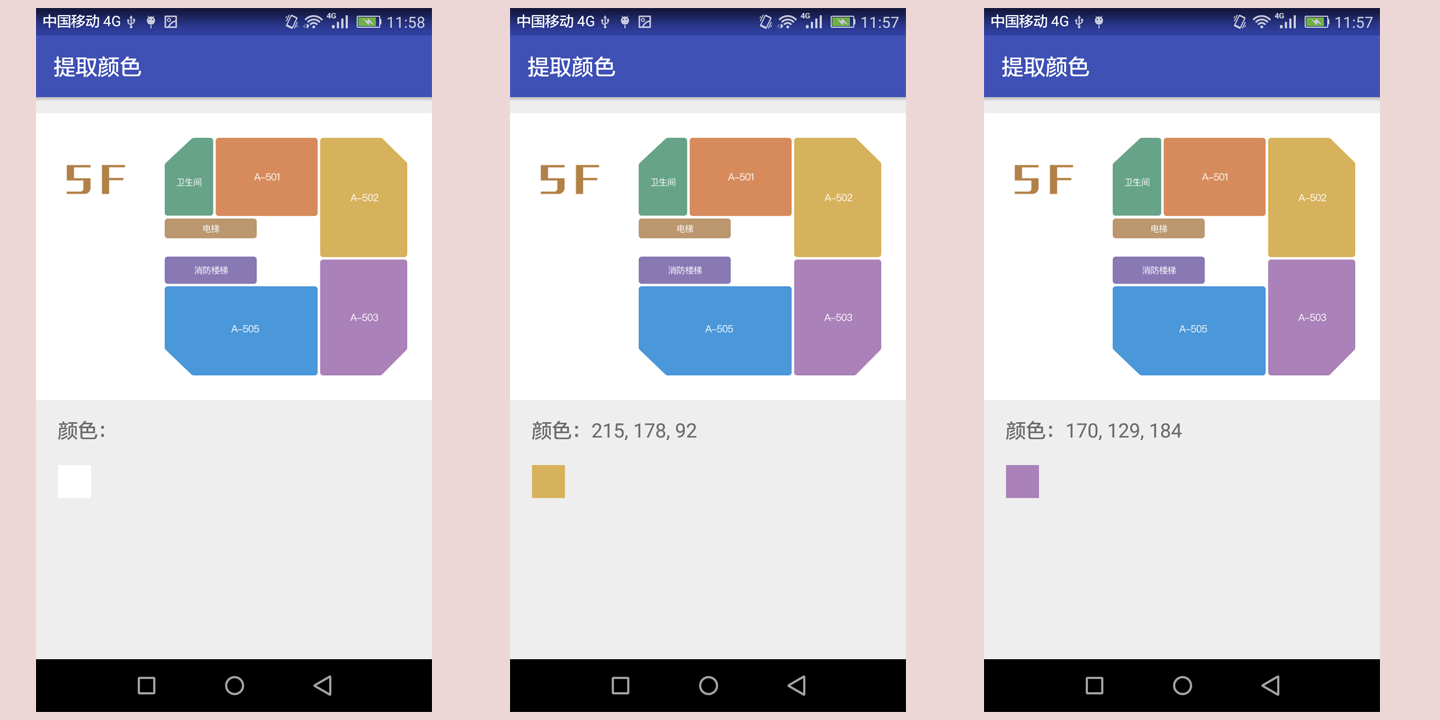 中国移动 4G 4G 11:58
提取颜色
5F
卫生间
A-501
A-502
电梯
消防楼梯
A-505
A-503
颜色:
中国移动 4G 4G 11:57
提取颜色
5F
卫生间
A-501
A-502
电梯
消防楼梯
A-505
A-503
颜色: 215, 178, 92
中国移动 4G 4G 11:57
提取颜色
5F
卫生间
A-501
A-502
电梯
消防楼梯
A-505
A-503
颜色: 170, 129, 184